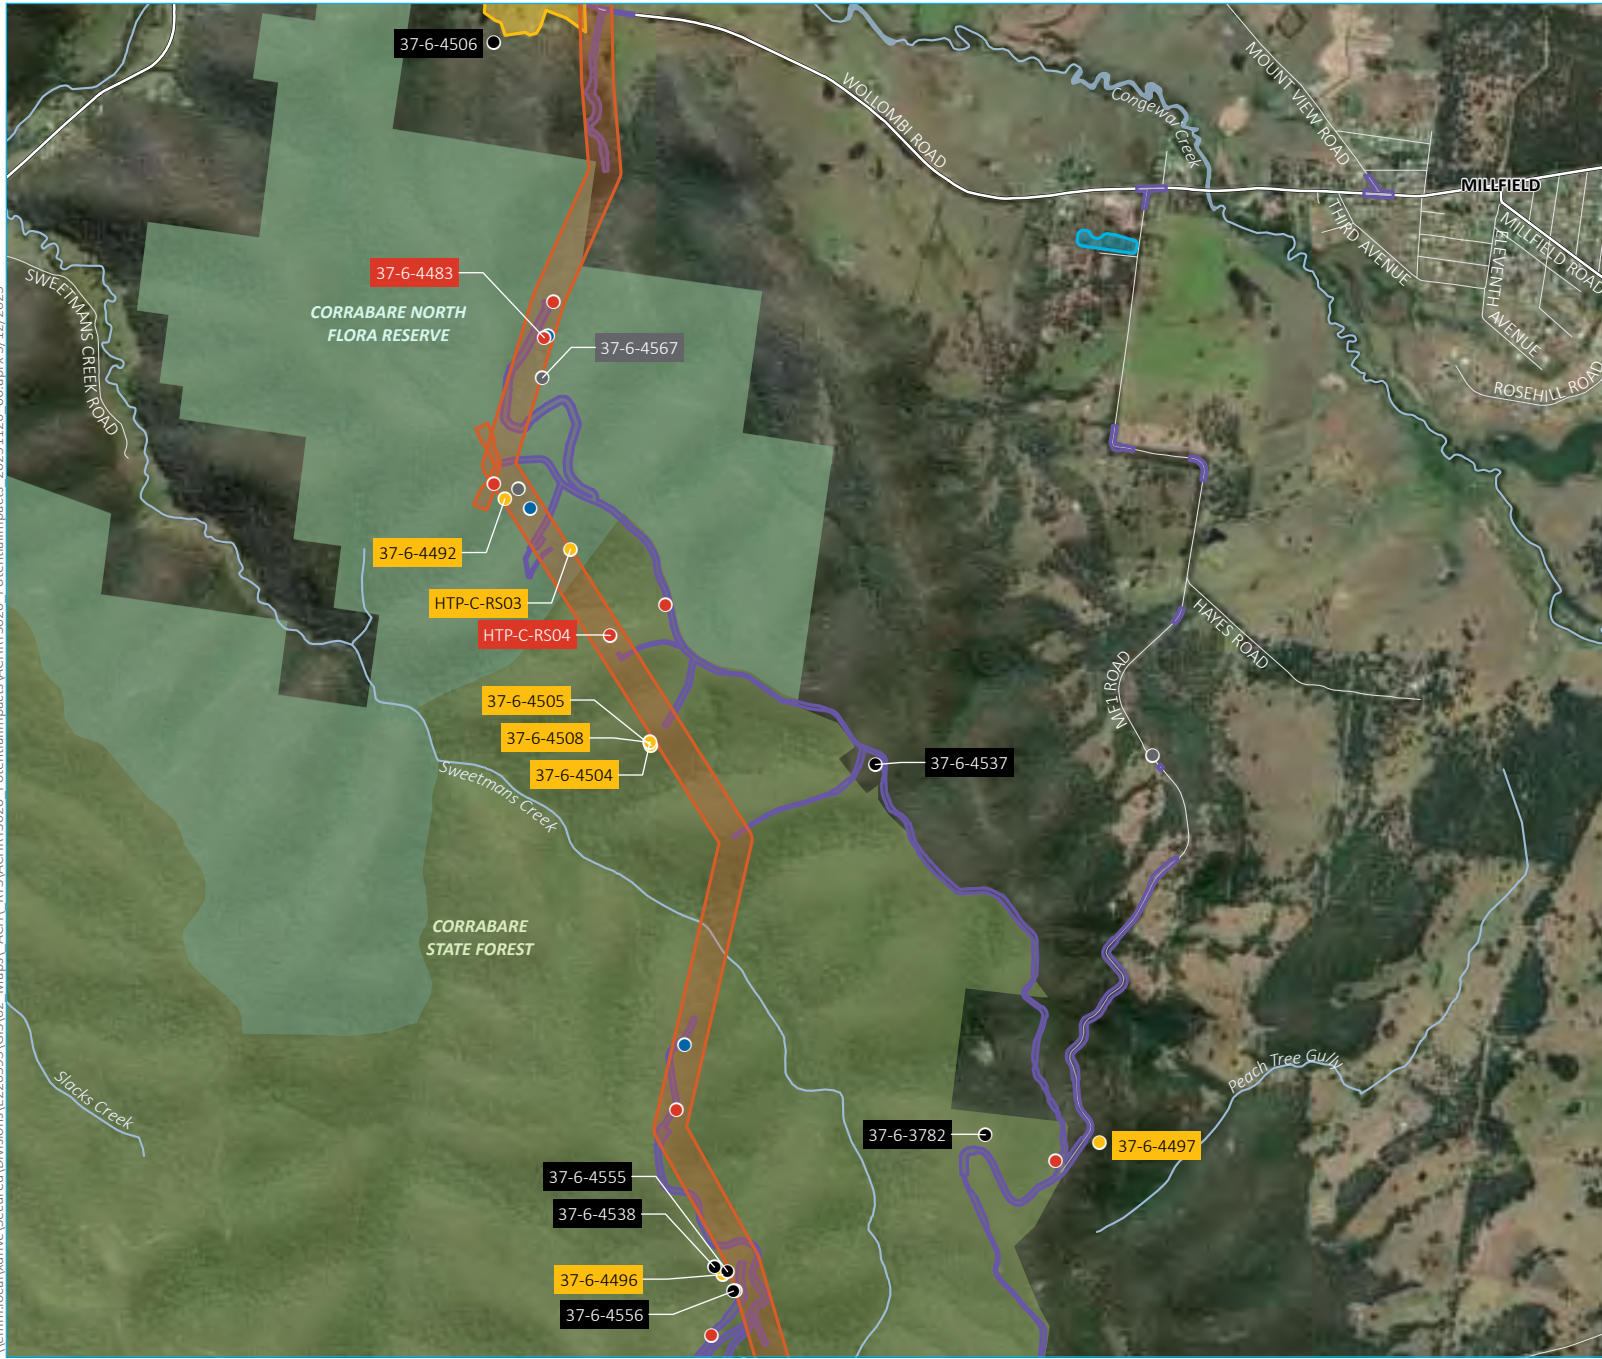 37-6-4506
WOLLOMBI ROAD
Congewai Creek
MOUNT VIEW ROAD
MILLFIELD
MILLFIELD ROAD
THIRD AVENUE
ELEVENTH
AVENUE
ROSEHILL ROAD
SWEETMANS CREEK ROAD
37-6-4483
CORRABARE NORTH
FLORA RESERVE
37-6-4567
37-6-4492
HTP-C-RS03
HTP-C-RS04
HAYES ROAD
MF1 ROAD
37-6-4505
37-6-4508
37-6-4504
37-6-4537
Sweetmans Creek
CORRABARE
STATE FOREST
Slacks Creek
Peach Tree Gully
37-6-3782
37-6-4497
37-6-4555
37-6-4538
37-6-4496
37-6-4556